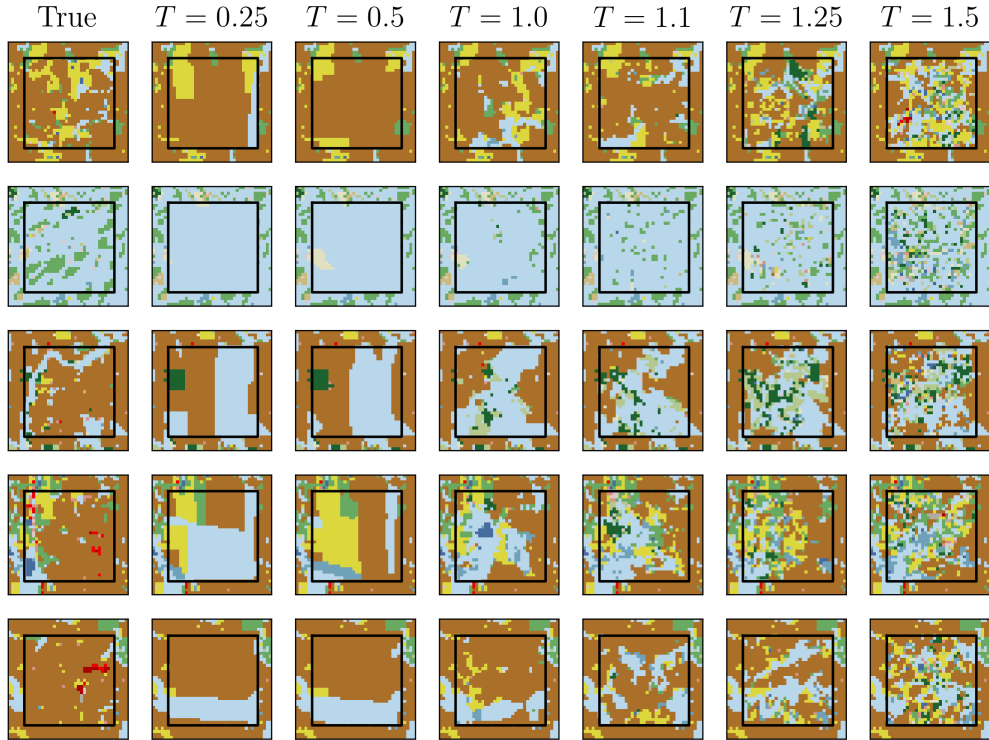 True T = 0.25 T = 0.5 T = 1.0 T = 1.1 T = 1.25 T = 1.5